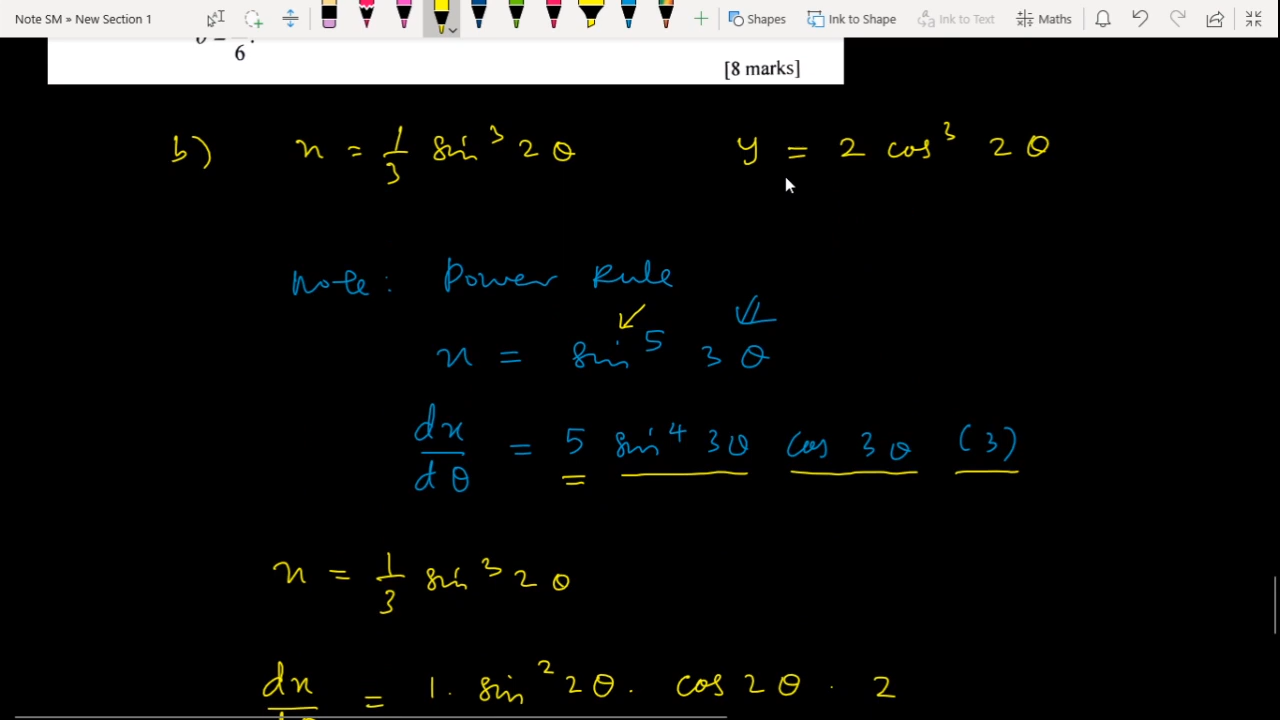 Note SM » New Section 1
Shapes
Ink to Shape
Ink to Text
Maths
6
[8 marks]
b) x = 1/3 sin³ 2θ y = 2 cos³ 2θ
Note: Power Rule
x = sin⁵ 3θ
dx/dθ = 5 sin⁴ 3θ cos 3θ (3)
x = 1/3 sin³ 2θ
dx = 1. sin² 2θ. cos 2θ . 2